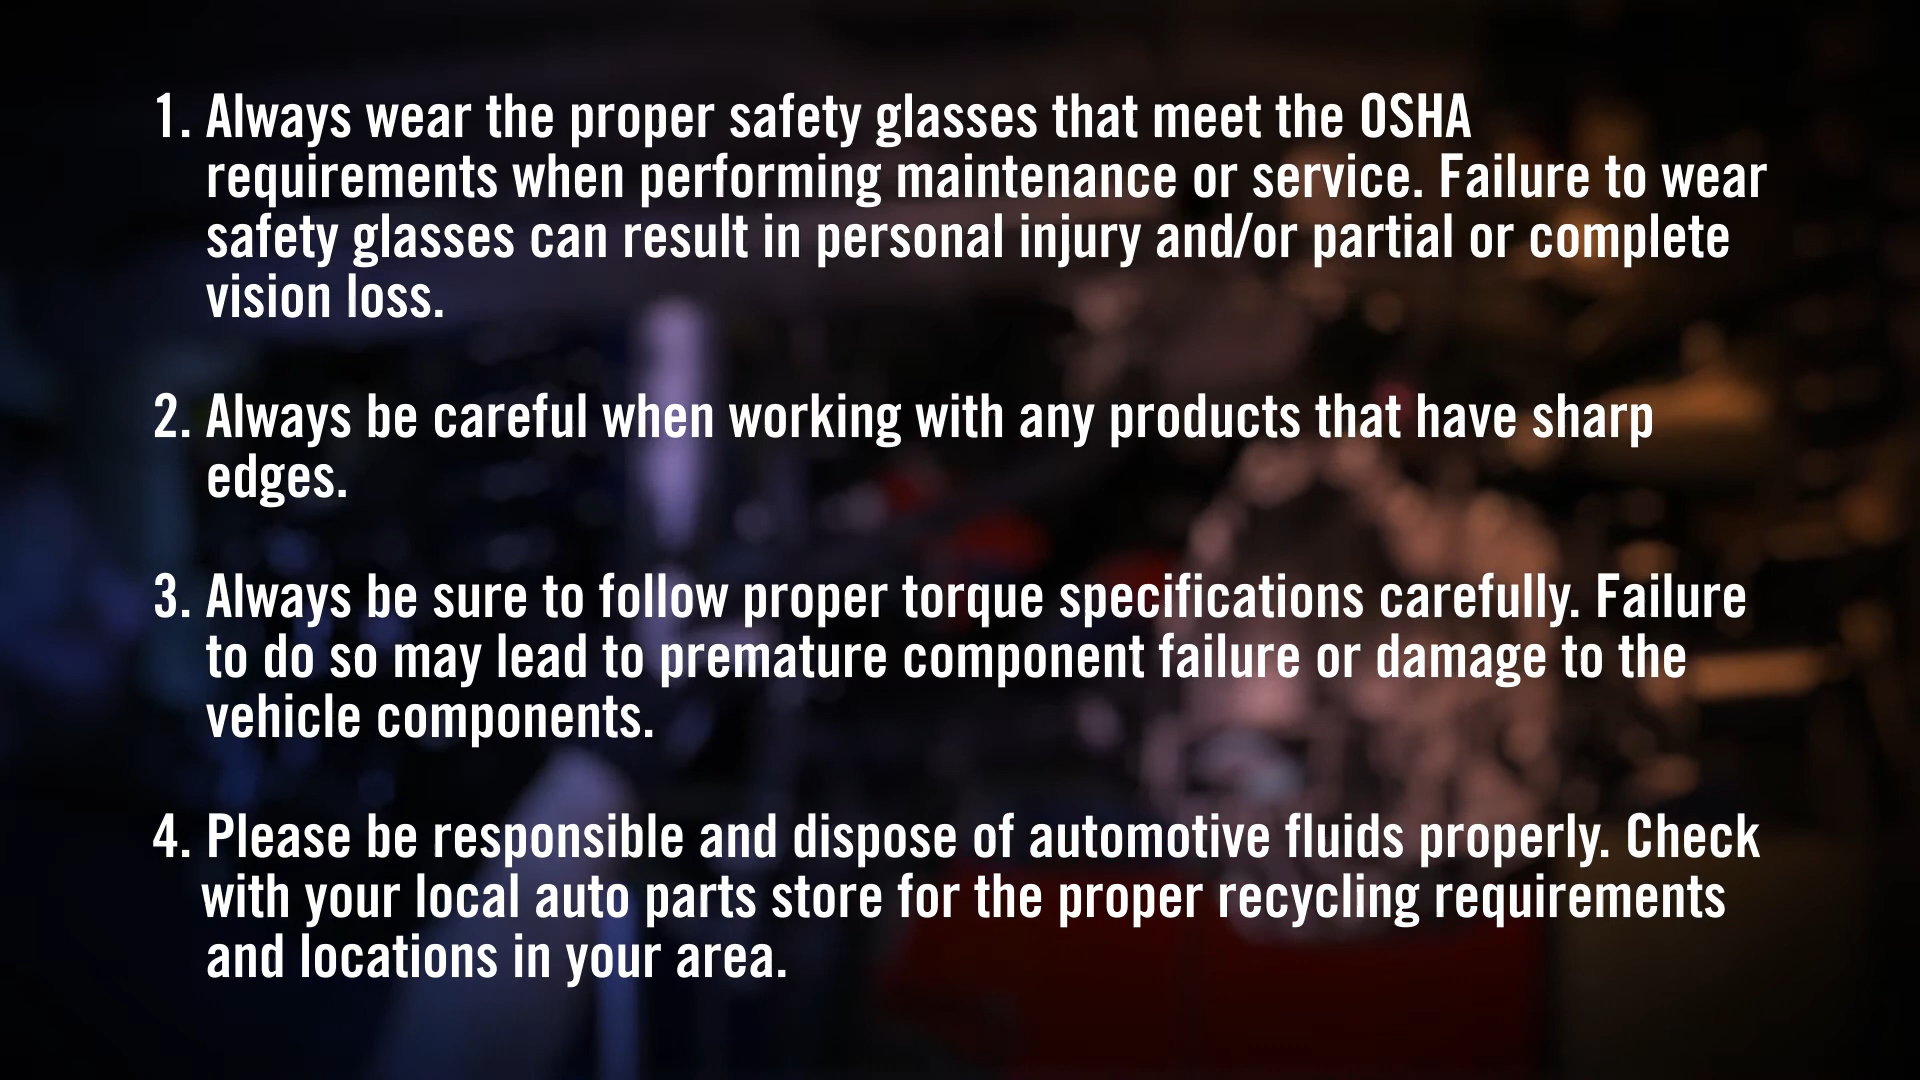 1. Always wear the proper safety glasses that meet the OSHA
requirements when performing maintenance or service. Failure to wear
safety glasses can result in personal injury and/or partial or complete
vision loss.
2. Always be careful when working with any products that have sharp
edges.
3. Always be sure to follow proper torque specifications carefully. Failure
to do so may lead to premature component failure or damage to the
vehicle components.
4. Please be responsible and dispose of automotive fluids properly. Check
with your local auto parts store for the proper recycling requirements
and locations in your area.